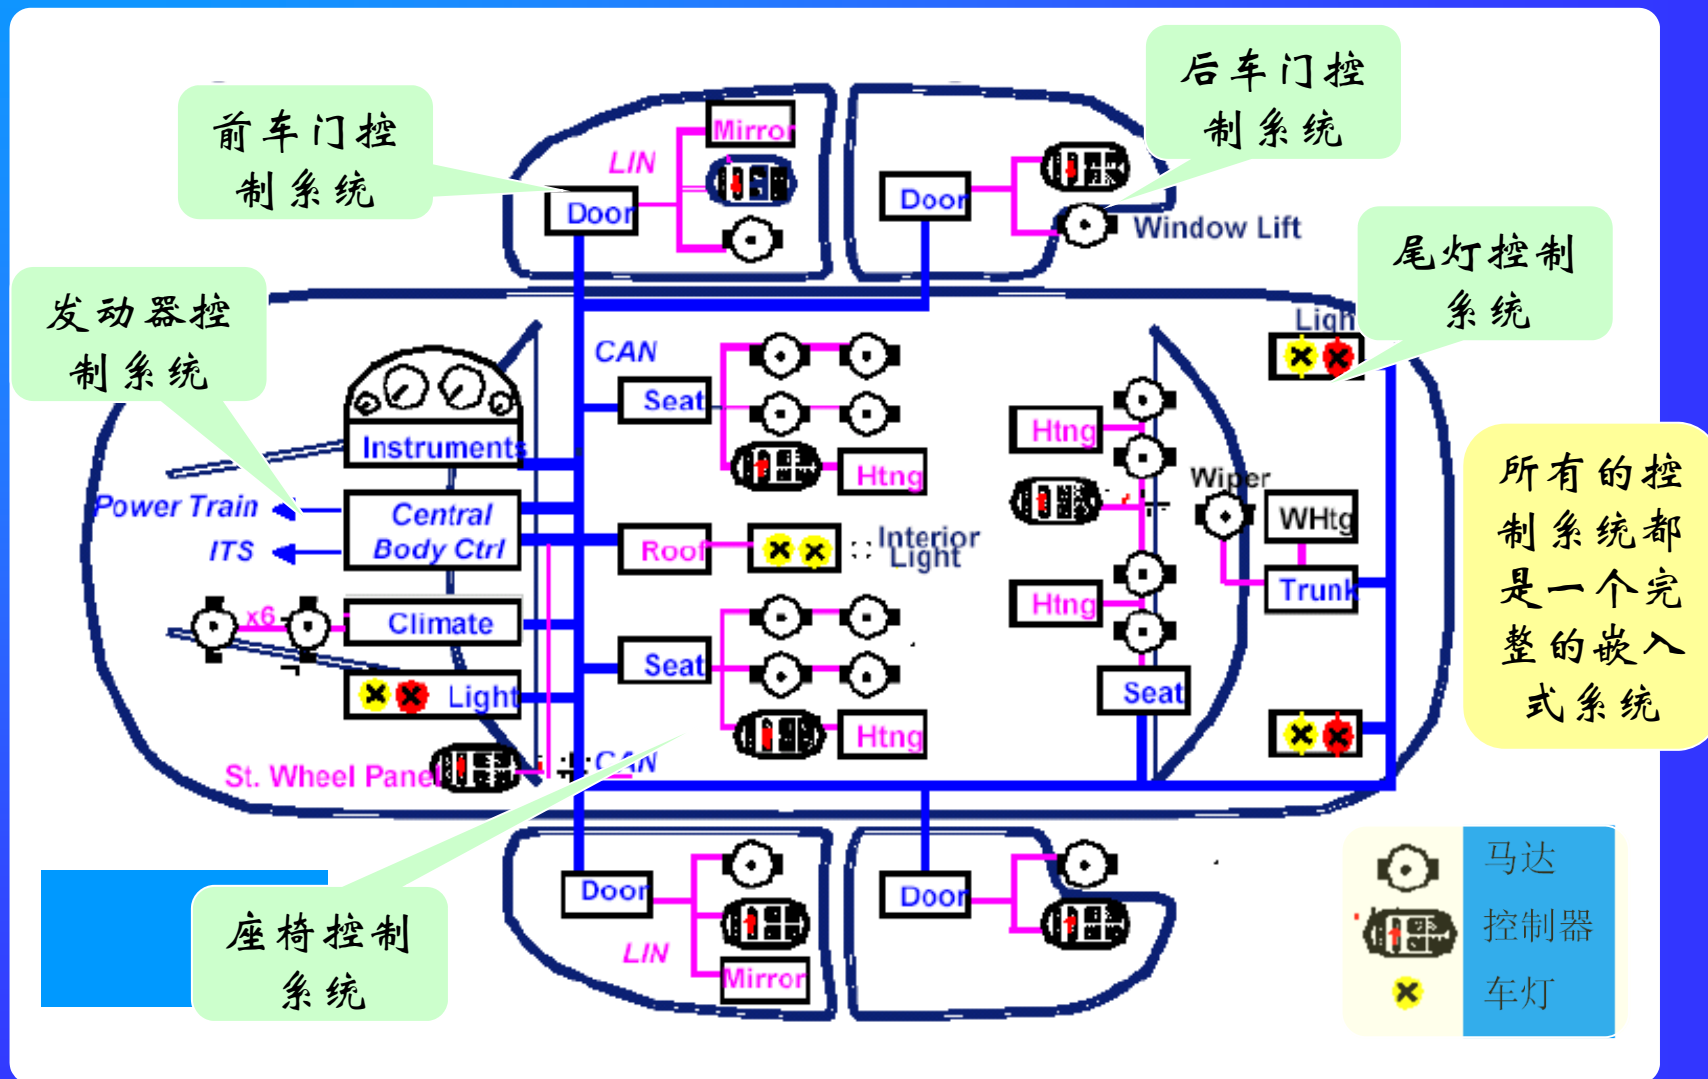 前车门控
制系统
后车门控
制系统
Mirror
LIN
Door
Door
Window Lift
尾灯控制
系统
发动器控
制系统
CAN
Seat
Instruments
Htng
Htng
所有的控
制系统都
是一个完
整的嵌入
式系统
Power Train
Central
Body Ctrl
ITS
Roof
Interior
Light
Wiper
WHtg
Trunk
x6
Climate
Htng
Seat
Light
Seat
Htng
St. Wheel Panel
CAN
Door
Door
LIN
Mirror
座椅控制
系统
马达
控制器
车灯